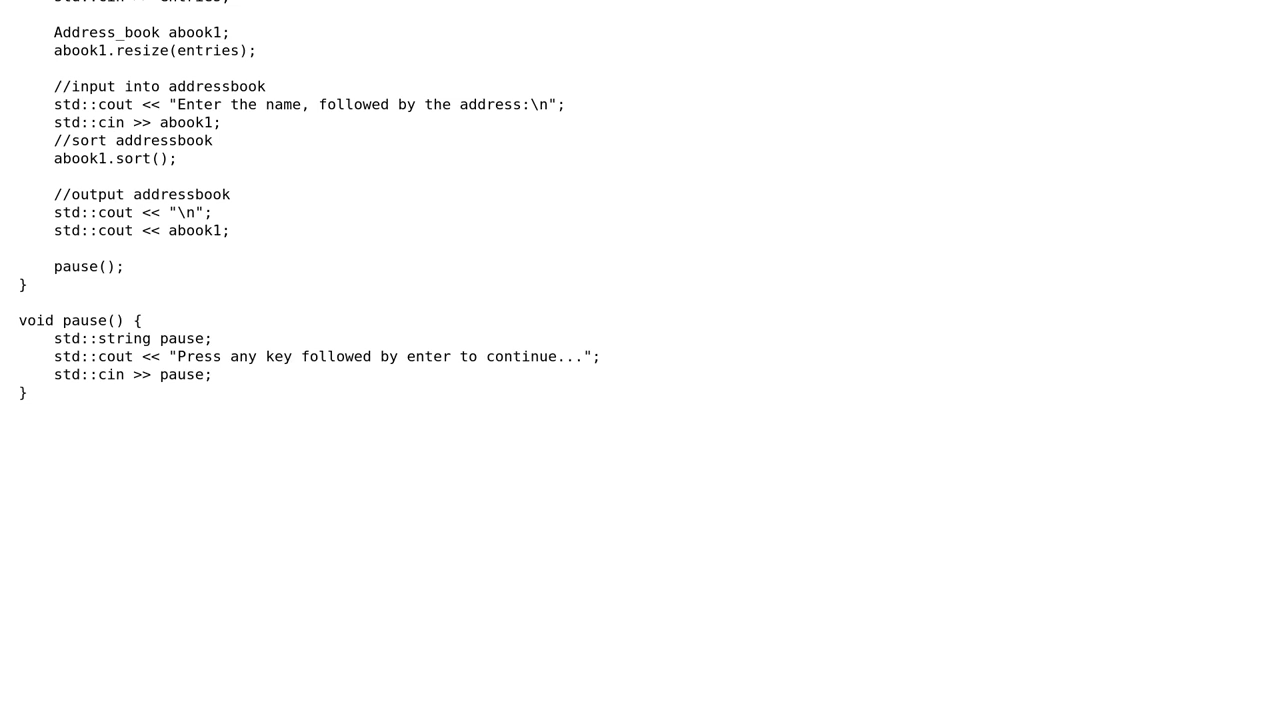 Address_book abook1;
    abook1.resize(entries);

    //input into addressbook
    std::cout << "Enter the name, followed by the address:\n";
    std::cin >> abook1;
    //sort addressbook
    abook1.sort();

    //output addressbook
    std::cout << "\n";
    std::cout << abook1;

    pause();
}

void pause() {
    std::string pause;
    std::cout << "Press any key followed by enter to continue...";
    std::cin >> pause;
}